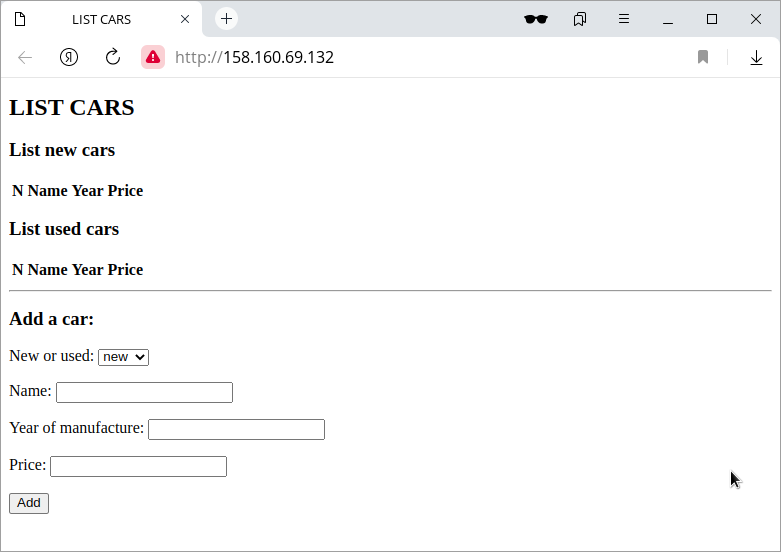 LIST CARS
Я
http://158.160.69.132
LIST CARS
List new cars
N Name Year Price
List used cars
N Name Year Price
Add a car:
New or used: new
Name:
Year of manufacture:
Price:
Add